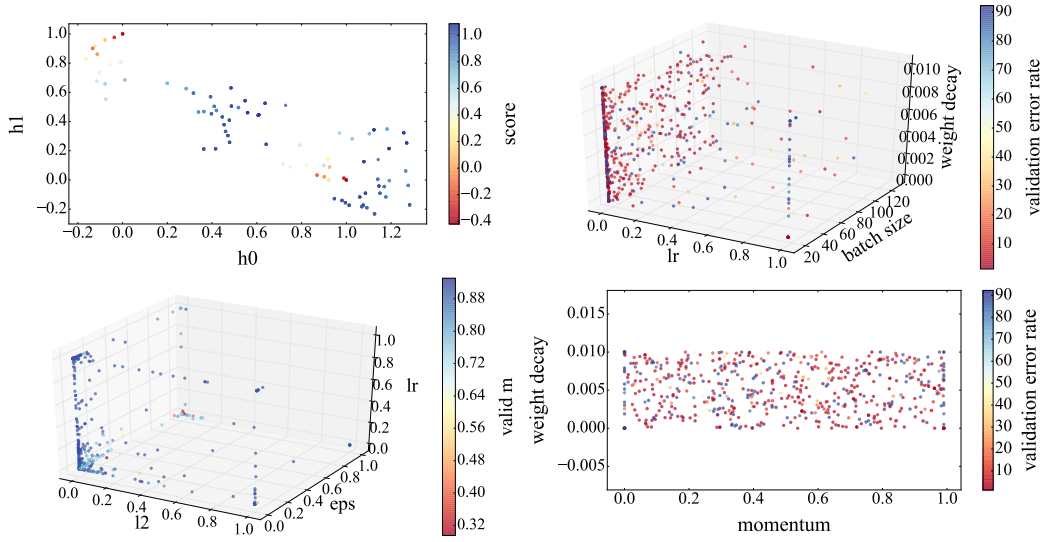 1.0
0.8
0.6
0.4
0.2
0.0
−0.2
h1
−0.2 0.0 0.2 0.4 0.6 0.8 1.0 1.2
h0
1.0
0.8
0.6
0.4
0.2
0.0
−0.2
−0.4
score
0.010
0.008
0.006
0.004
0.002
0.000
weight decay
0.0 0.2 0.4 0.6 0.8 1.0
lr
20 40 60 80 100 120
batch size
90
80
70
60
50
40
30
20
10
validation error rate
1.0
0.8
0.6
0.4
0.2
0.0
lr
0.0 0.2 0.4 0.6 0.8 1.0
l2
0.0 0.2 0.4 0.6 0.8 1.0
eps
0.88
0.80
0.72
0.64
0.56
0.48
0.40
0.32
valid m
0.015
0.010
0.005
0.000
−0.005
weight decay
0.0 0.2 0.4 0.6 0.8 1.0
momentum
90
80
70
60
50
40
30
20
10
validation error rate